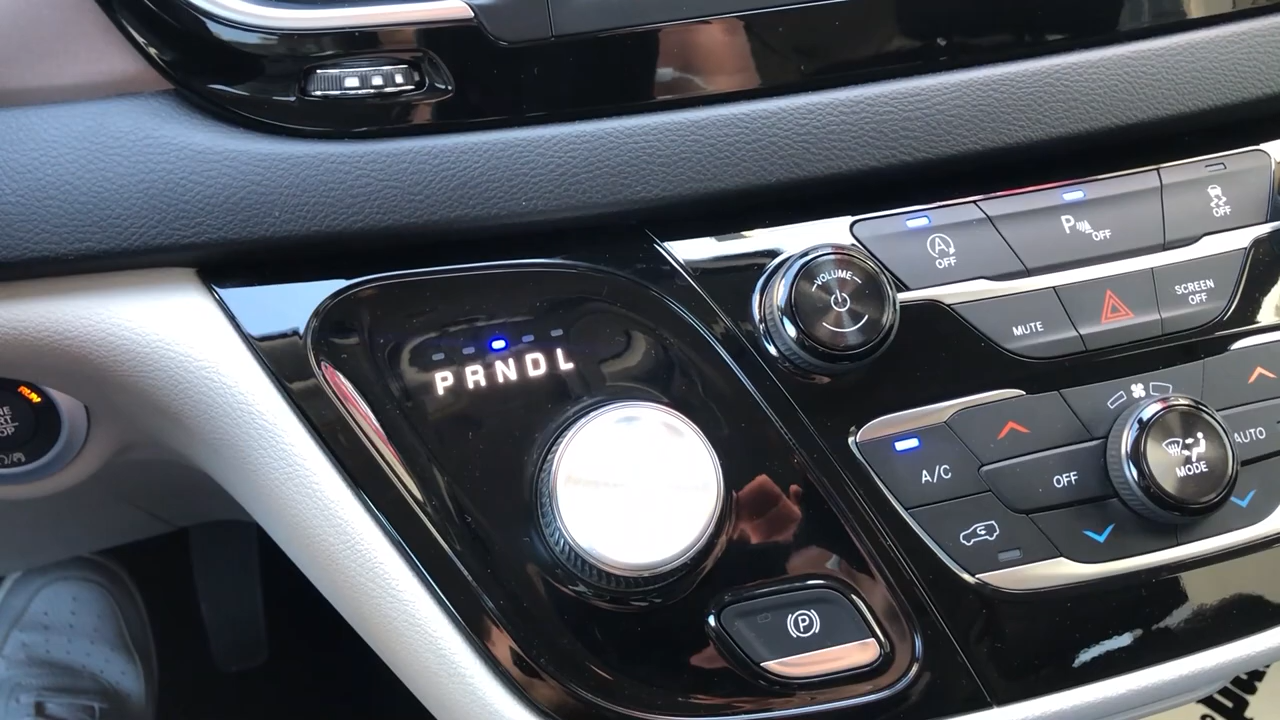 OFF
P OFF
OFF
VOLUME
MUTE
SCREEN
OFF
PRNDL
RUN
A/C
OFF
MODE
AUTO
P